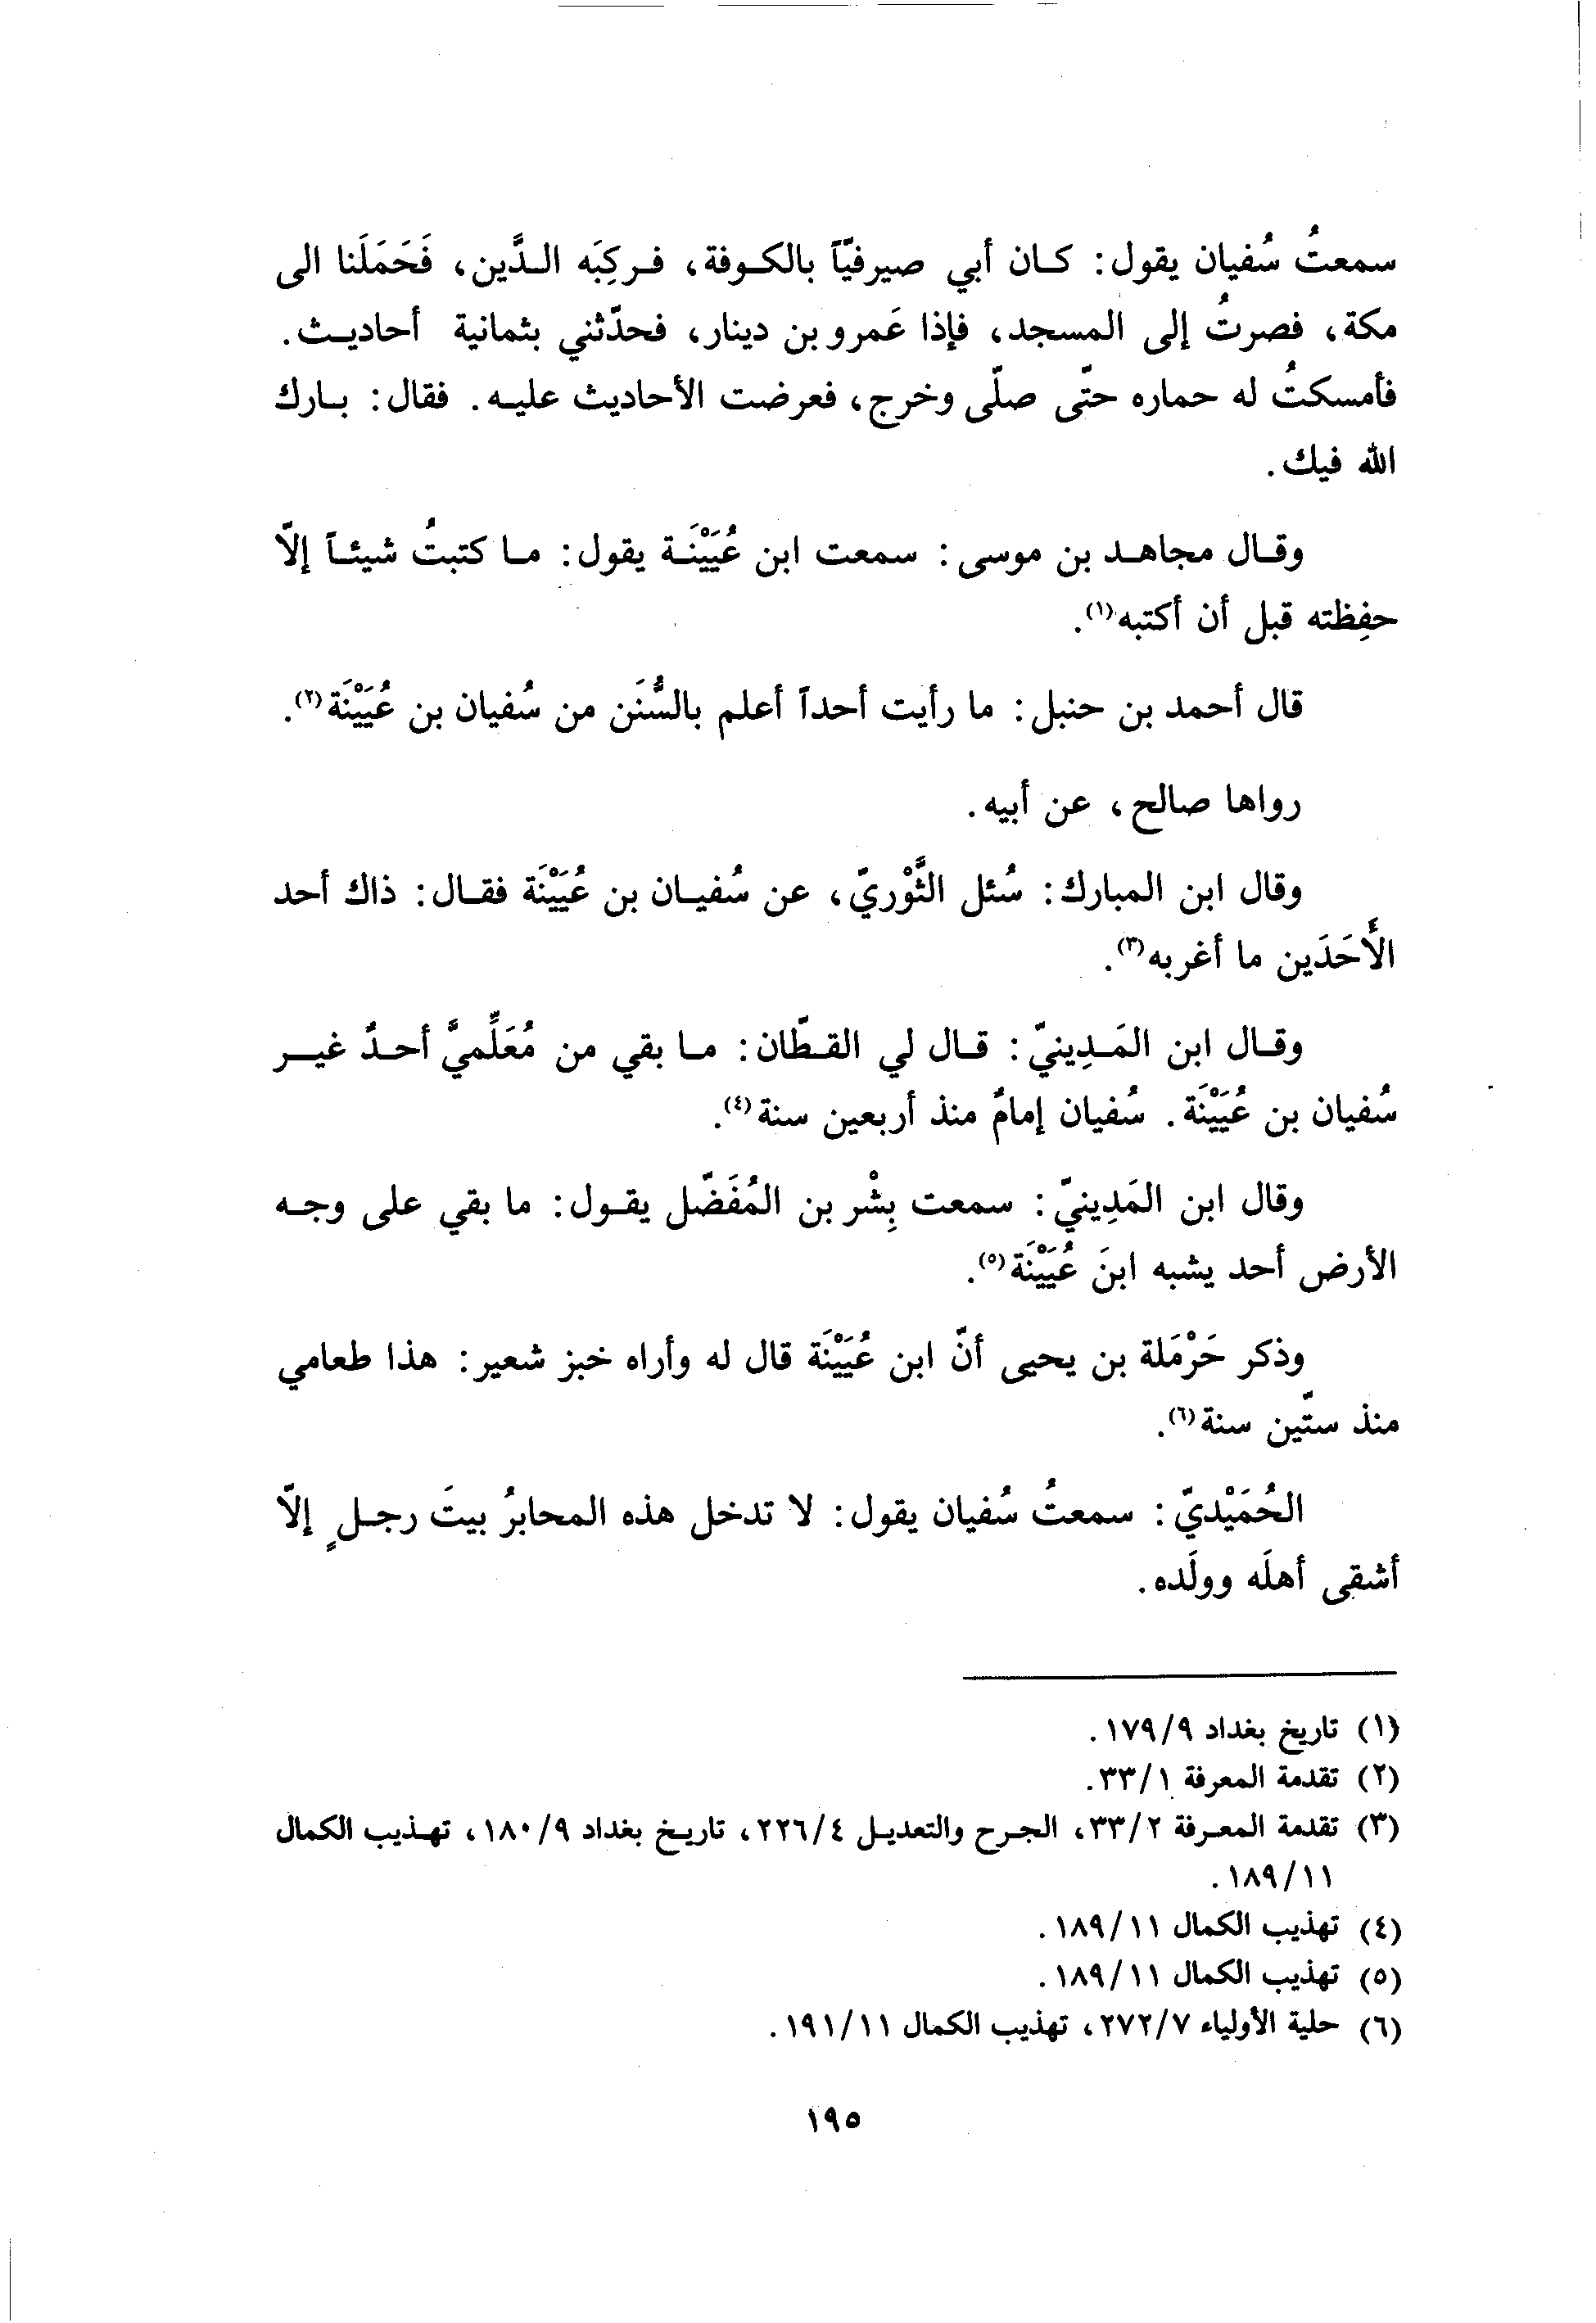 سمعتُ سُفيان يقول: كان أبي صيرفيّاً بالكوفة، فركِبَه الدَّين، فَحَمَلَنا الى
مكة، فصرتُ إلى المسجد، فإذا عَمرو بن دينار، فحدّثني بثمانية أحاديث.
فأمسكتُ له حماره حتّى صلّى وخرج، فعرضت الأحاديث عليه. فقال: بارك
الله فيك.
وقال مجاهد بن موسى: سمعت ابن عُيَيْنَة يقول: ما كتبتُ شيئاً إلاّ
حفِظته قبل أن أكتبه(١).
قال أحمد بن حنبل: ما رأيت أحداً أعلم بالسُّنَن من سُفيان بن عُيَيْنَة(٢).
رواها صالح، عن أبيه.
وقال ابن المبارك: سُئل الثَّوْريّ، عن سُفيان بن عُيَيْنَة فقال: ذاك أحد
الأَحَدَين ما أغربه(٣).
وقال ابن المَدِينيّ: قال لي القطّان: ما بقي من مُعَلِّميَّ أحدٌ غير
سُفيان بن عُيَيْنَة. سُفيان إمامٌ منذ أربعين سنة(٤).
وقال ابن المَدِينيّ: سمعت بِشْر بن المُفَضّل يقول: ما بقي على وجه
الأرض أحد يشبه ابنَ عُيَيْنَة(٥).
وذكر حَرْمَلة بن يحيى أنّ ابن عُيَيْنَة قال له وأراه خبز شعير: هذا طعامي
منذ ستّين سنة(٦).
الحُمَيْديّ: سمعتُ سُفيان يقول: لا تدخل هذه المحابرُ بيتَ رجلٍ إلاّ
أشقى أهلَه وولَده.
(١) تاريخ بغداد ١٧٩/٩.
(٢) تقدمة المعرفة ٣٣/١.
(٣) تقدمة المعرفة ٣٣/٢، الجرح والتعديل ٢٢٦/٤، تاريخ بغداد ١٨٠/٩، تهذيب الكمال
١٨٩/١١.
(٤) تهذيب الكمال ١٨٩/١١.
(٥) تهذيب الكمال ١٨٩/١١.
(٦) حلية الأولياء ٢٧٢/٧، تهذيب الكمال ١٩١/١١.
١٩٥